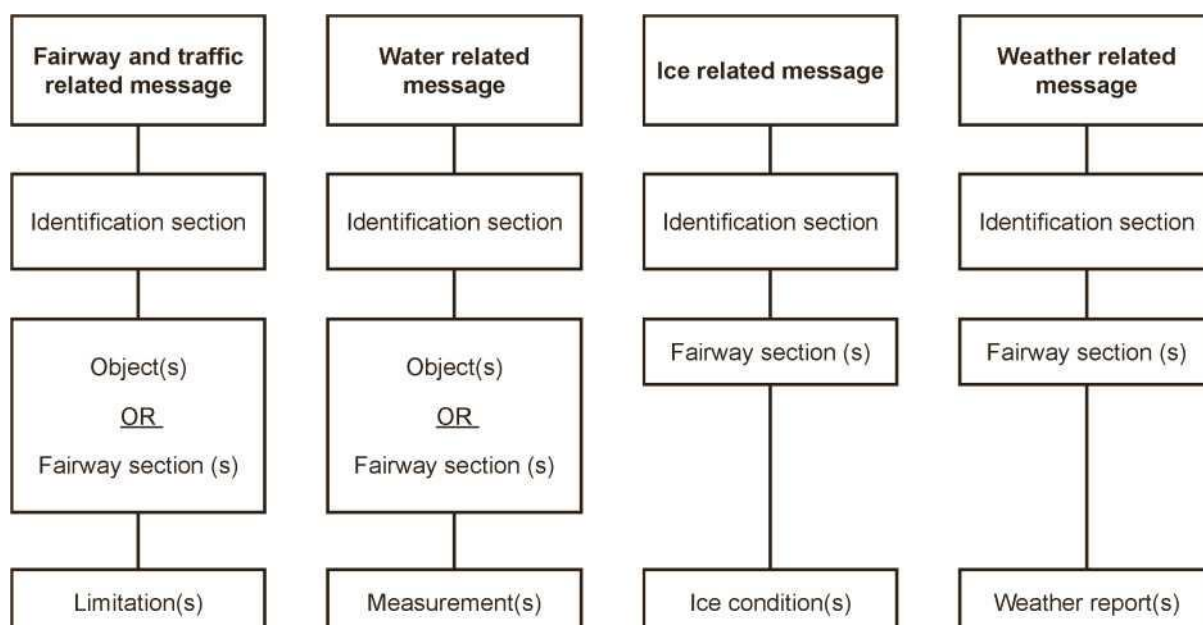 Fairway and traffic
related message
Water related
message
Ice related message
Weather related
message
Identification section
Identification section
Identification section
Identification section
Object(s)
OR
Fairway section (s)
Object(s)
OR
Fairway section (s)
Fairway section (s)
Fairway section (s)
Limitation(s)
Measurement(s)
Ice condition(s)
Weather report(s)